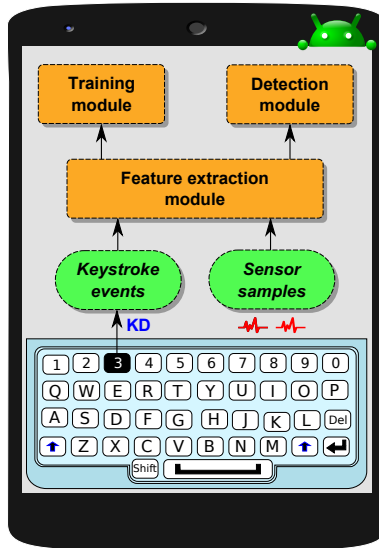 Training
module
Detection
module
Feature extraction
module
Keystroke
events
Sensor
samples
KD
1 2 3 4 5 6 7 8 9 0
Q W E R T Y U I O P
A S D F G H J K L Del
Z X C V B N M
Shift